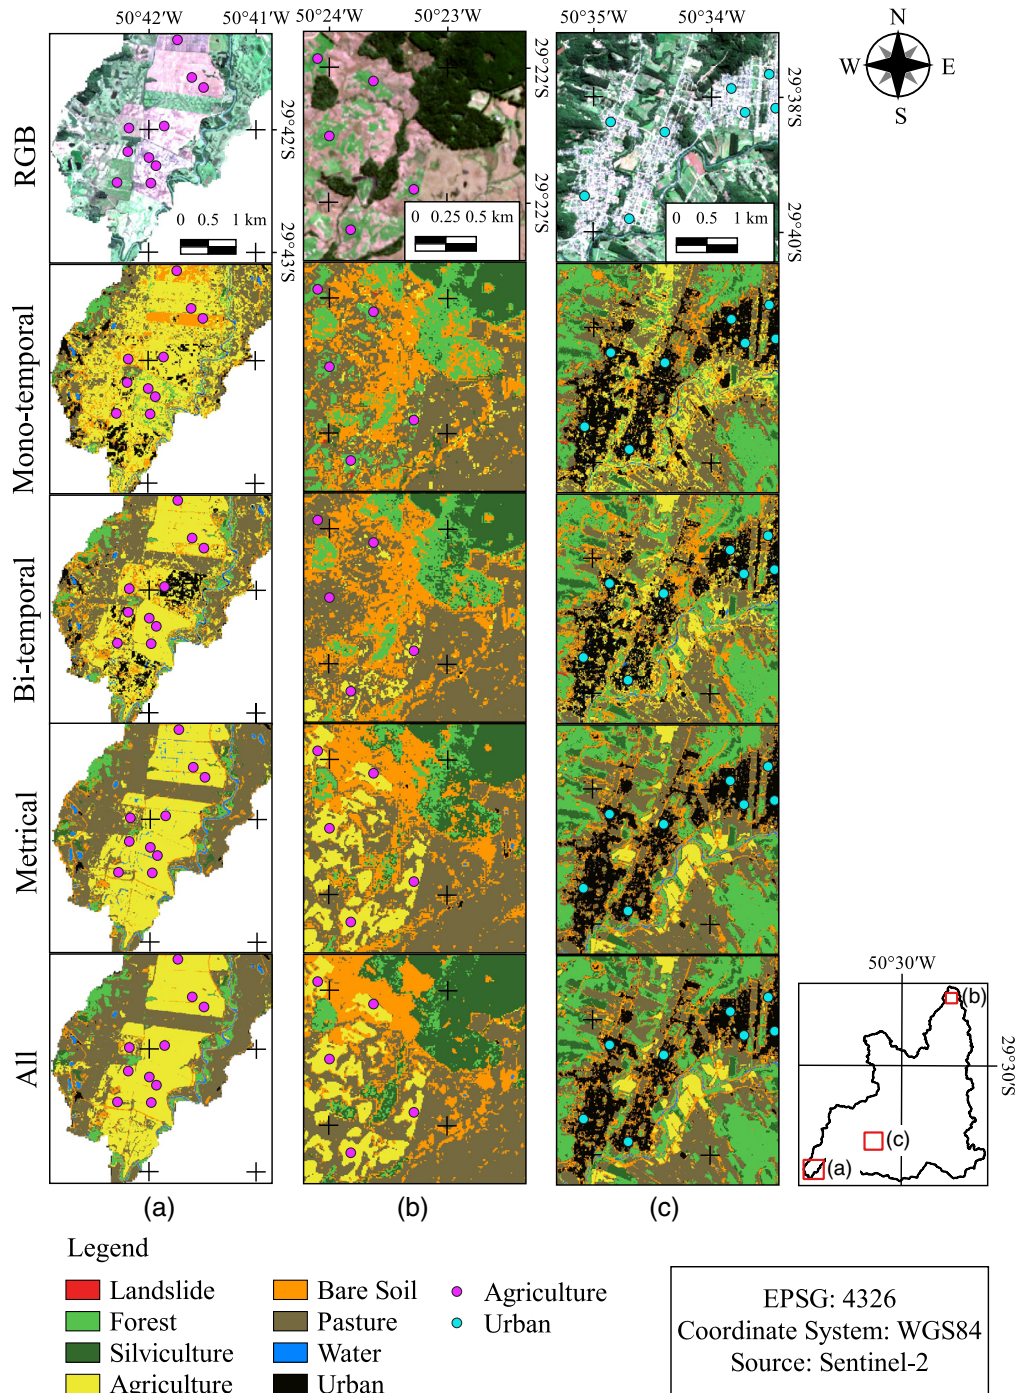 50°42'W 50°41'W 50°24'W 50°23'W 50°35'W 50°34'W
N
W E
S
RGB
29°42'S
29°43'S
0 0.5 1 km
29°22'S
29°22'S
0 0.25 0.5 km
29°38'S
29°40'S
0 0.5 1 km
Mono-temporal
Bi-temporal
Metrical
All
(a) (b) (c)
50°30'W
29°30'S
(b)
(c)
(a)
Legend
Landslide
Forest
Silviculture
Agriculture
Bare Soil
Pasture
Water
Urban
Agriculture
Urban
EPSG: 4326
Coordinate System: WGS84
Source: Sentinel-2